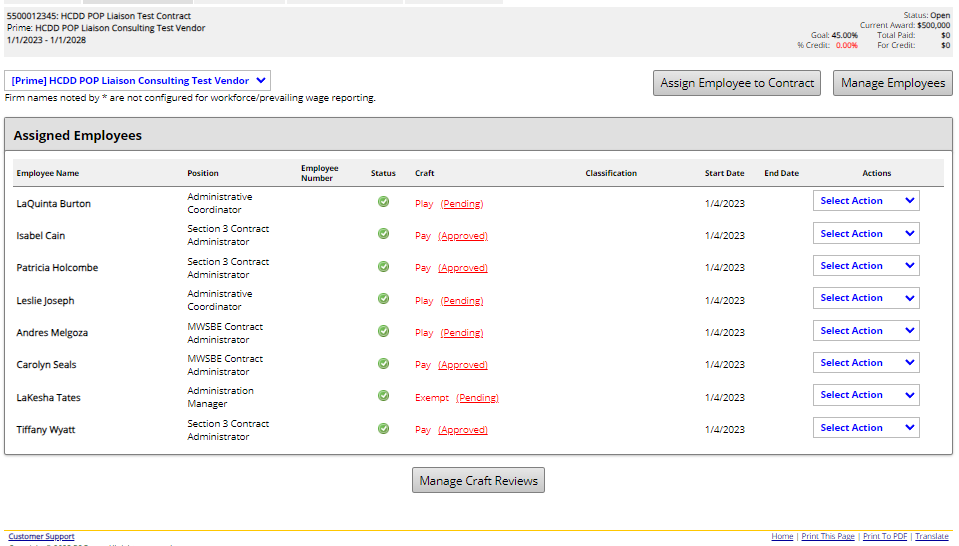 5500012345: HCDD POP Liaison Test Contract
Prime: HCDD POP Liaison Consulting Test Vendor
1/1/2023 - 1/1/2028
Status: Open
Current Award: $500,000
Goal: 45.00% Total Paid: $0
% Credit: 0.00% For Credit: $0
[Prime] HCDD POP Liaison Consulting Test Vendor
Assign Employee to Contract
Manage Employees
Firm names noted by * are not configured for workforce/prevailing wage reporting.
Assigned Employees
Employee Name Position Employee Number Status Craft Classification Start Date End Date Actions
LaQuinta Burton Administrative Coordinator Play (Pending) 1/4/2023 Select Action
Isabel Cain Section 3 Contract Administrator Pay (Approved) 1/4/2023 Select Action
Patricia Holcombe Section 3 Contract Administrator Pay (Approved) 1/4/2023 Select Action
Leslie Joseph Administrative Coordinator Play (Pending) 1/4/2023 Select Action
Andres Melgoza MWSBE Contract Administrator Play (Pending) 1/4/2023 Select Action
Carolyn Seals MWSBE Contract Administrator Pay (Approved) 1/4/2023 Select Action
LaKesha Tates Administration Manager Exempt (Pending) 1/4/2023 Select Action
Tiffany Wyatt Section 3 Contract Administrator Pay (Approved) 1/4/2023 Select Action
Manage Craft Reviews
Customer Support
Home | Print This Page | Print To PDF | Translate